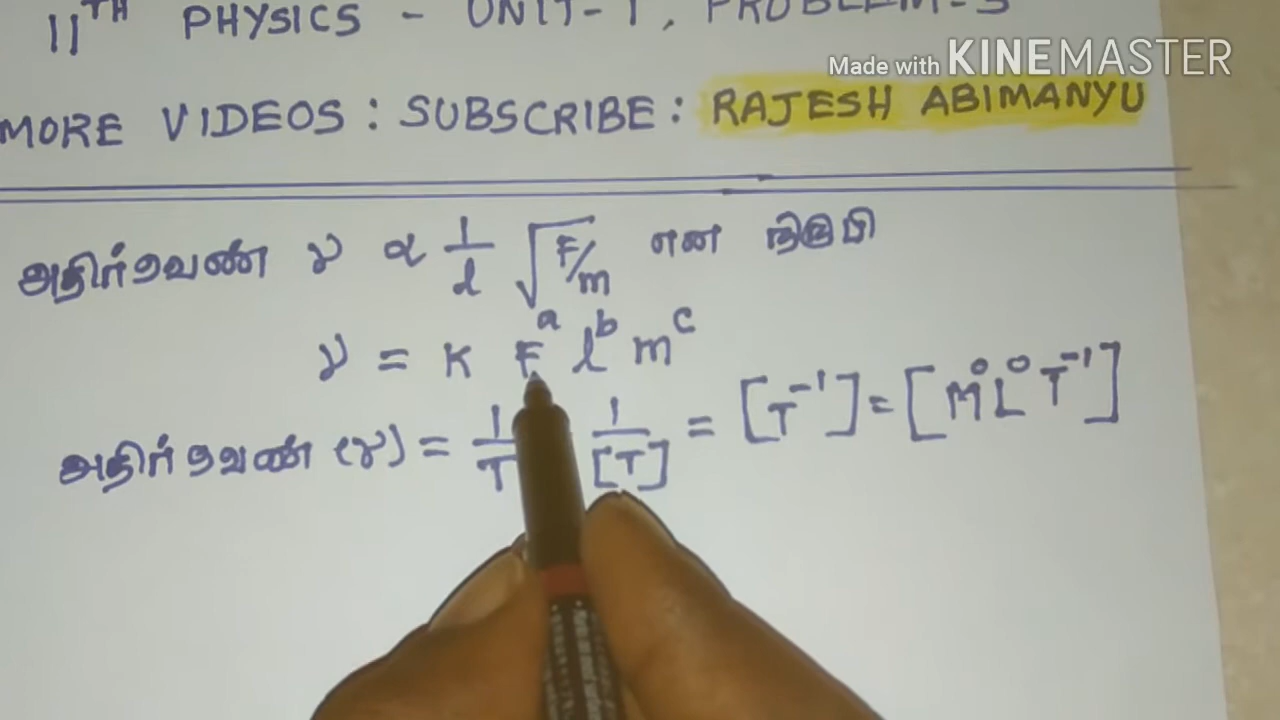 11TH PHYSICS - UNIT-1, PROBLEM-5
Made with KINEMASTER
MORE VIDEOS : SUBSCRIBE : RAJESH ABIMANYU
அதிர்வெண் γ ∝ 1/l √F/m என நிரூபி
γ = K F^a l^b m^c
அதிர்வெண் (γ) = 1/T 1/[T] = [T^-1] = [M^0 L^0 T^-1]